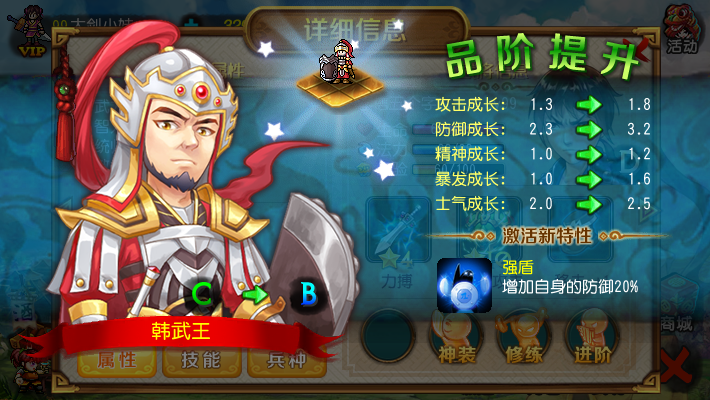 VIP
详细信息
活动
品阶提升
攻击成长： 1.3 1.8
防御成长： 2.3 3.2
精神成长： 1.0 1.2
暴发成长： 1.0 1.6
士气成长： 2.0 2.5
激活新特性
强盾
增加自身的防御20%
C B
韩武王
力博
商城
属性 技能 兵种
神装 修练 进阶